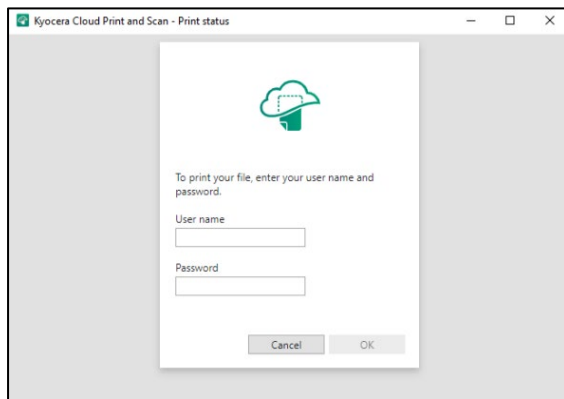 Kyocera Cloud Print and Scan - Print status
To print your file, enter your user name and
password.
User name
Password
Cancel
OK